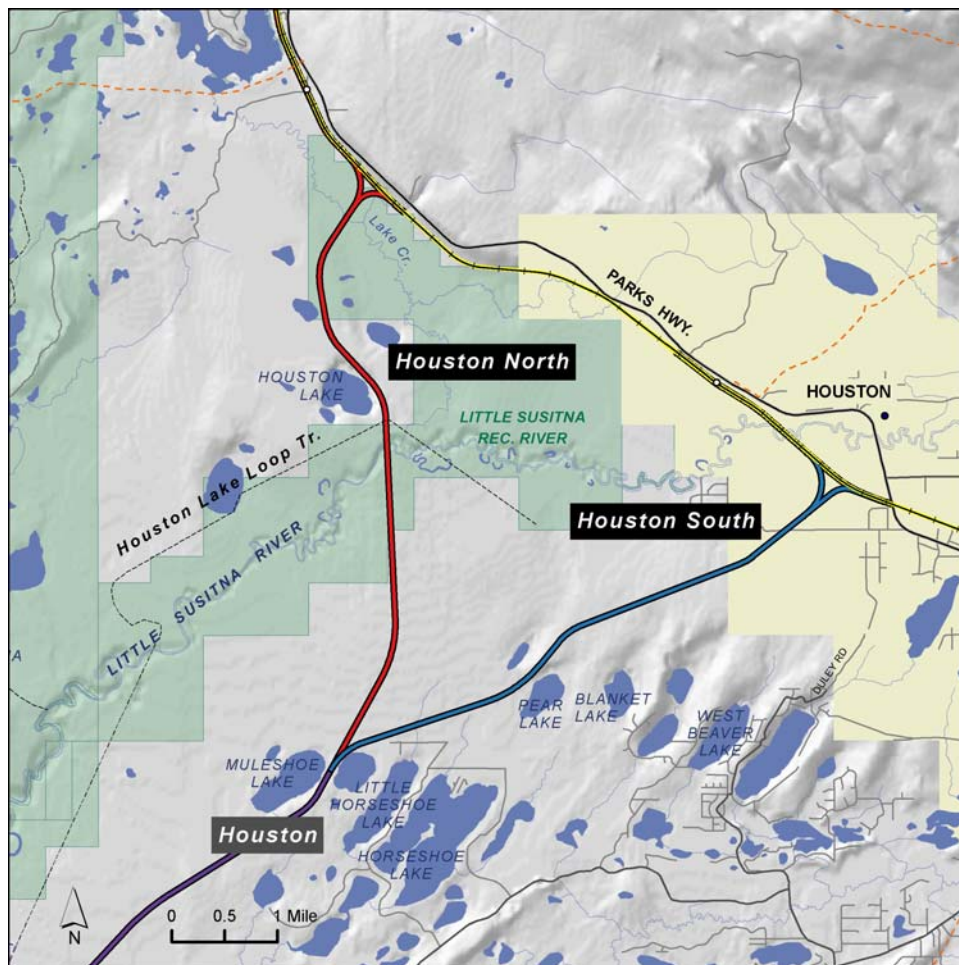 Lake Cr.
PARKS HWY.
Houston North
HOUSTON
LAKE
HOUSTON
LITTLE SUSITNA
REC. RIVER
Houston Lake Loop Tr.
Houston South
LITTLE SUSITNA RIVER
NA
DULEY RD
PEAR
LAKE
BLANKET
LAKE
WEST
BEAVER
LAKE
MULESHOE
LAKE
LITTLE
HORSESHOE
LAKE
Houston
HORSESHOE
LAKE
N
0 0.5 1 Mile